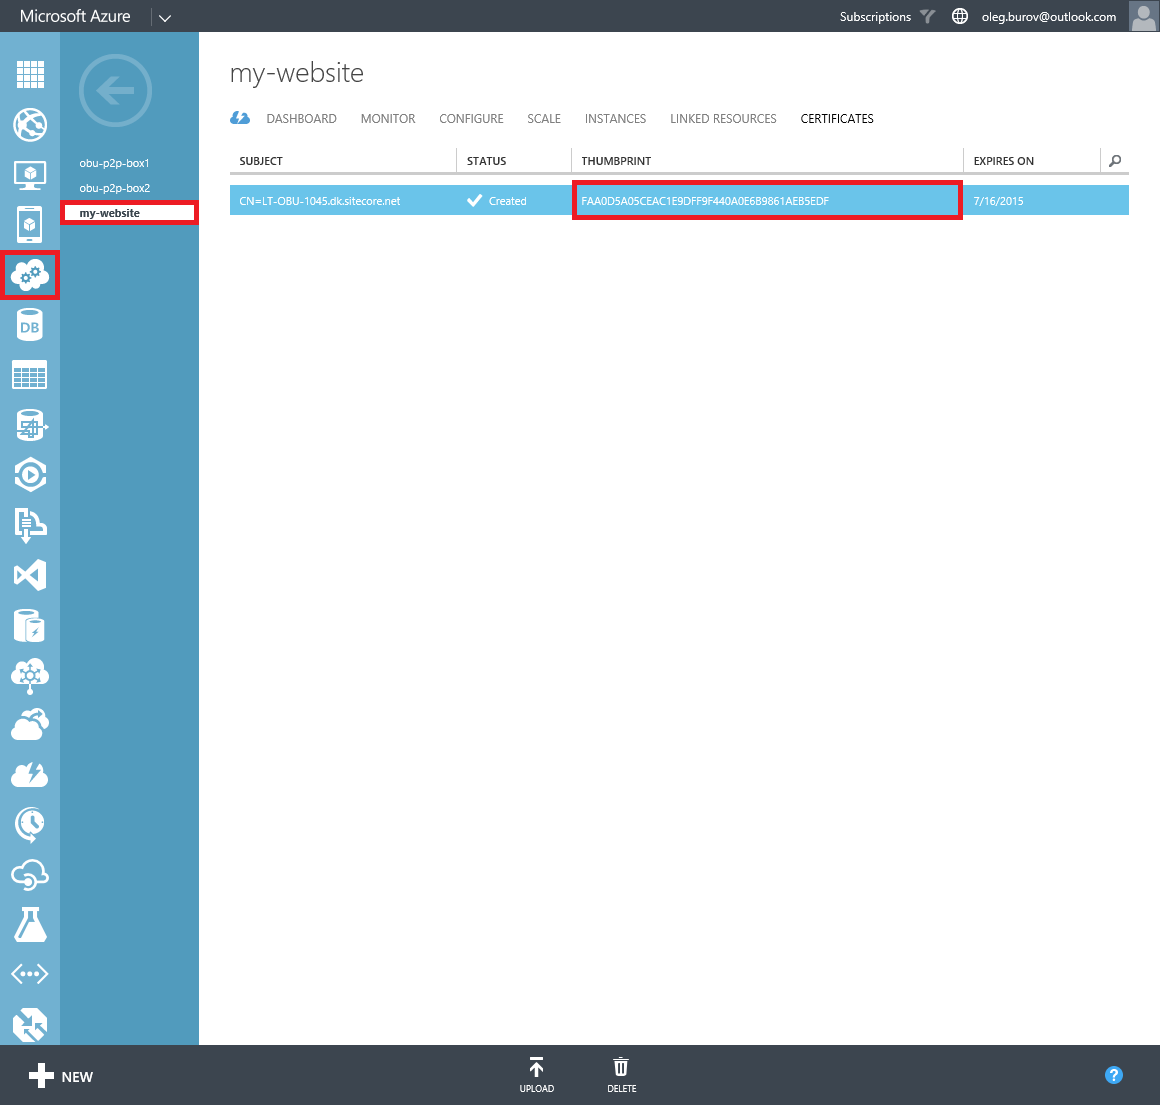 Microsoft Azure
Subscriptions oleg.burov@outlook.com
obu-p2p-box1
obu-p2p-box2
my-website
DB
my-website
DASHBOARD MONITOR CONFIGURE SCALE INSTANCES LINKED RESOURCES CERTIFICATES
SUBJECT STATUS THUMBPRINT EXPIRES ON
CN=LT-OBU-1045.dk.sitecore.net Created FAA0D5A05CEAC1E9DFF9F440A0E6B9861AEB5EDF 7/16/2015
NEW UPLOAD DELETE ?